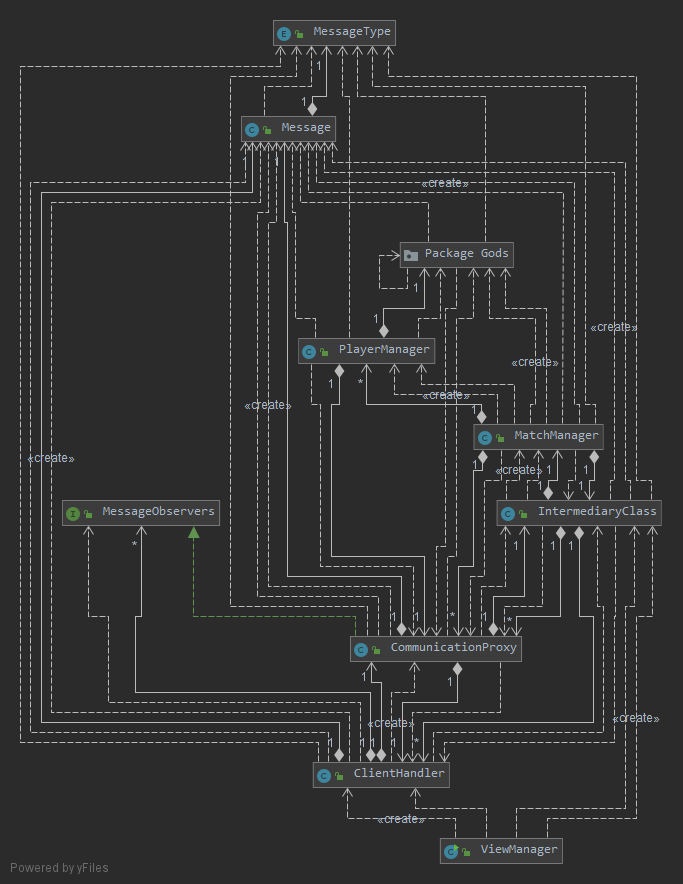 E MessageType
1
1
C Message
1
1
«create»
Package Gods
1
1
«create»
C PlayerManager
«create»
1
*
«create»
«create»
1
C MatchManager
«create»
1
1
«create»
1
1
I MessageObservers
C IntermediaryClass
*
1
1
1
1
*
1
*
C CommunicationProxy
1
1
«create»
«create»
1
1
1
1
*
C ClientHandler
«create»
C ViewManager
Powered by yFiles